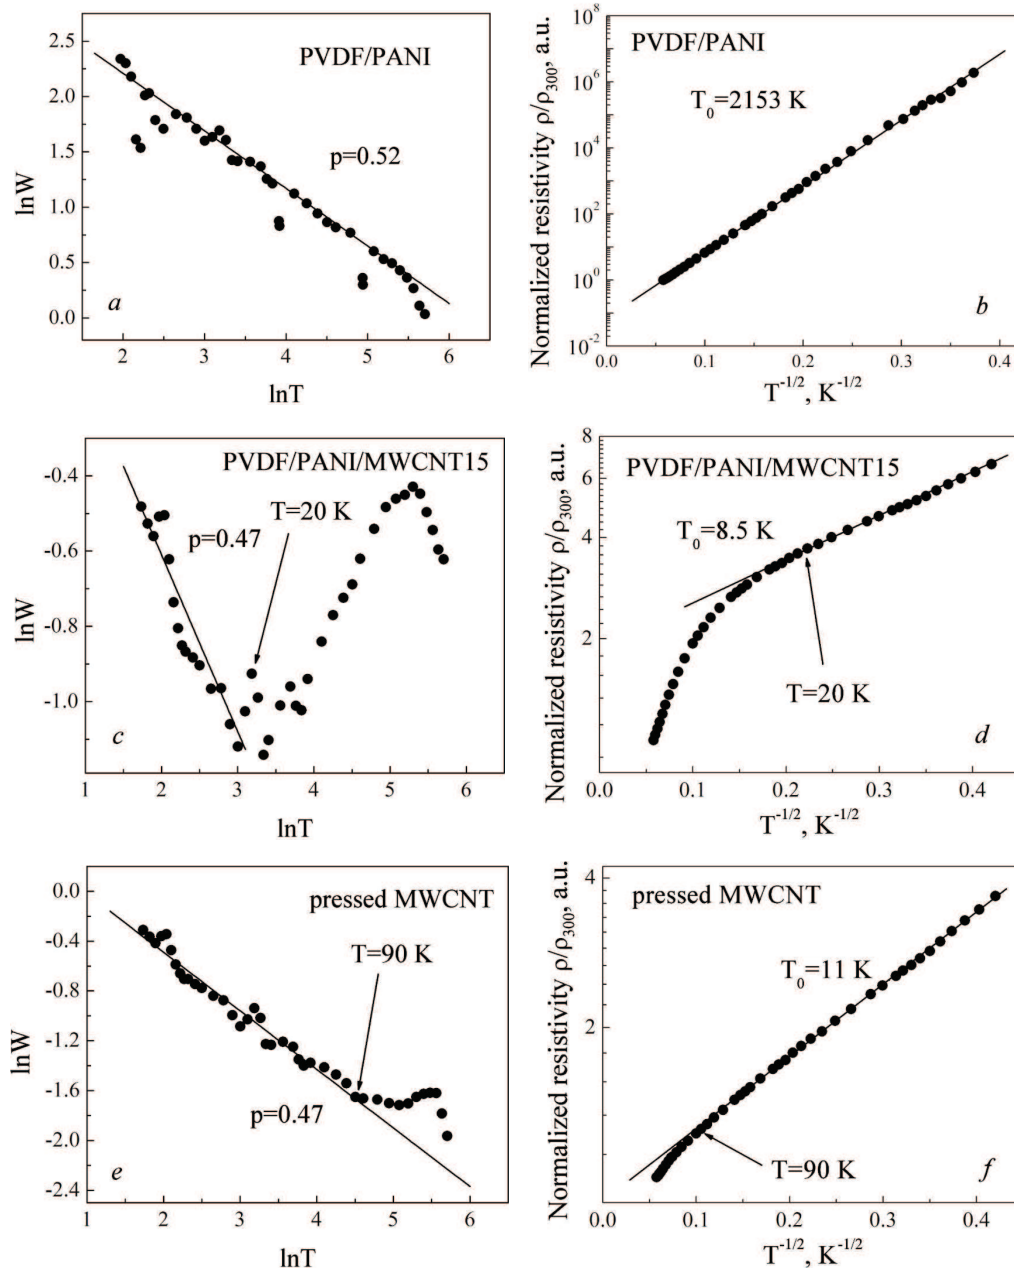 PVDF/PANI
p=0.52
a
lnW
2.5
2.0
1.5
1.0
0.5
0.0
2 3 4 5 6
lnT
PVDF/PANI
T0=2153 K
b
Normalized resistivity ρ/ρ300, a.u.
10^8
10^6
10^4
10^2
10^0
10^-2
0.0 0.1 0.2 0.3 0.4
T^-1/2, K^-1/2
PVDF/PANI/MWCNT15
T=20 K
p=0.47
c
lnW
-0.4
-0.6
-0.8
-1.0
1 2 3 4 5 6
lnT
PVDF/PANI/MWCNT15
T0=8.5 K
T=20 K
d
Normalized resistivity ρ/ρ300, a.u.
8
6
4
2
0.0 0.1 0.2 0.3 0.4
T^-1/2, K^-1/2
pressed MWCNT
T=90 K
p=0.47
e
lnW
0.0
-0.4
-0.8
-1.2
-1.6
-2.0
-2.4
1 2 3 4 5 6
lnT
pressed MWCNT
T0=11 K
T=90 K
f
Normalized resistivity ρ/ρ300, a.u.
4
2
0.0 0.1 0.2 0.3 0.4
T^-1/2, K^-1/2